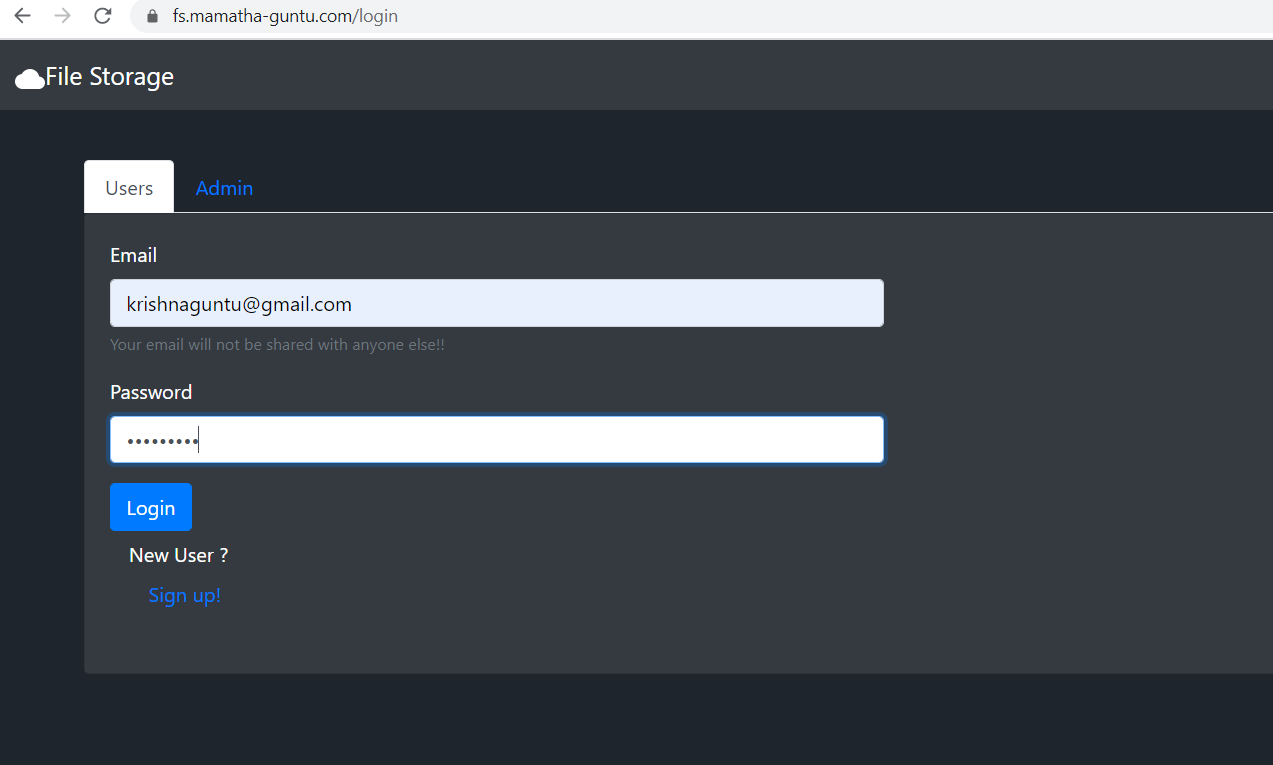 fs.mamatha-guntu.com/login
File Storage
Users Admin
Email
krishnaguntu@gmail.com
Your email will not be shared with anyone else!!
Password
•••••••••
Login
New User ?
Sign up!